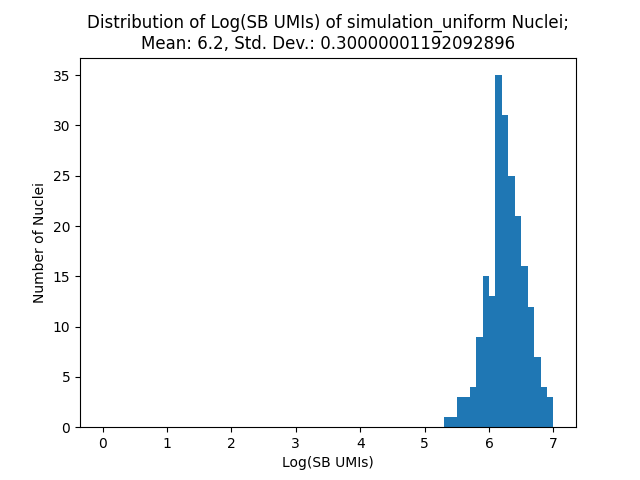 Distribution of Log(SB UMIs) of simulation_uniform Nuclei;
Mean: 6.2, Std. Dev.: 0.30000001192092896
35
30
25
20
15
10
5
0
Number of Nuclei
0 1 2 3 4 5 6 7
Log(SB UMIs)